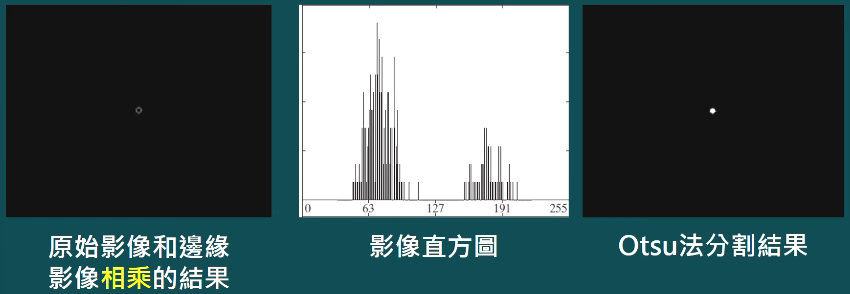 0 63 127 191 255
原始影像和邊緣
影像相乘的結果
影像直方圖
Otsu法分割結果